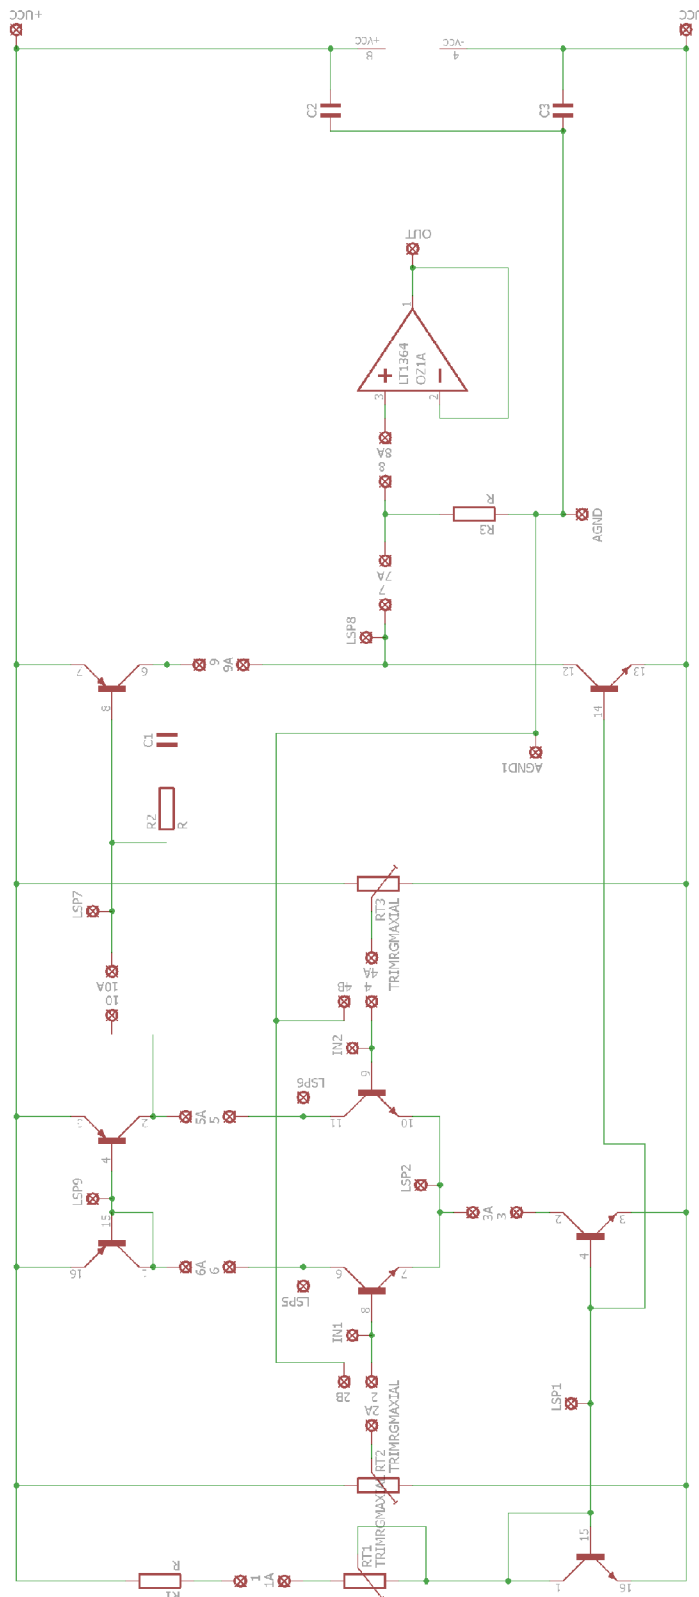 +UCC
UCC
+VCC
8
-VCC
4
C2
C3
OUT
1
LT1364
OZ1A
3
2
8A
8
R
R3
AGND
7A
7
LSP8
7
6
9
9A
12
13
8
14
C1
AGND1
R2
R
LSP7
RT3
TRIMRGMAXIAL
10A
10
4A
4
4B
IN2
9
LSP6
3
2
5A
5
11
10
4
LSP9
LSP2
15
3A
3
2
3
16
6A
6
6
7
4
LSP5
8
IN1
LSP1
2B
2
2A
TRIMRGMAXIAL
RT2
TRIMRGMAXIAL
RT1
15
R
R1
1
1A
1
16